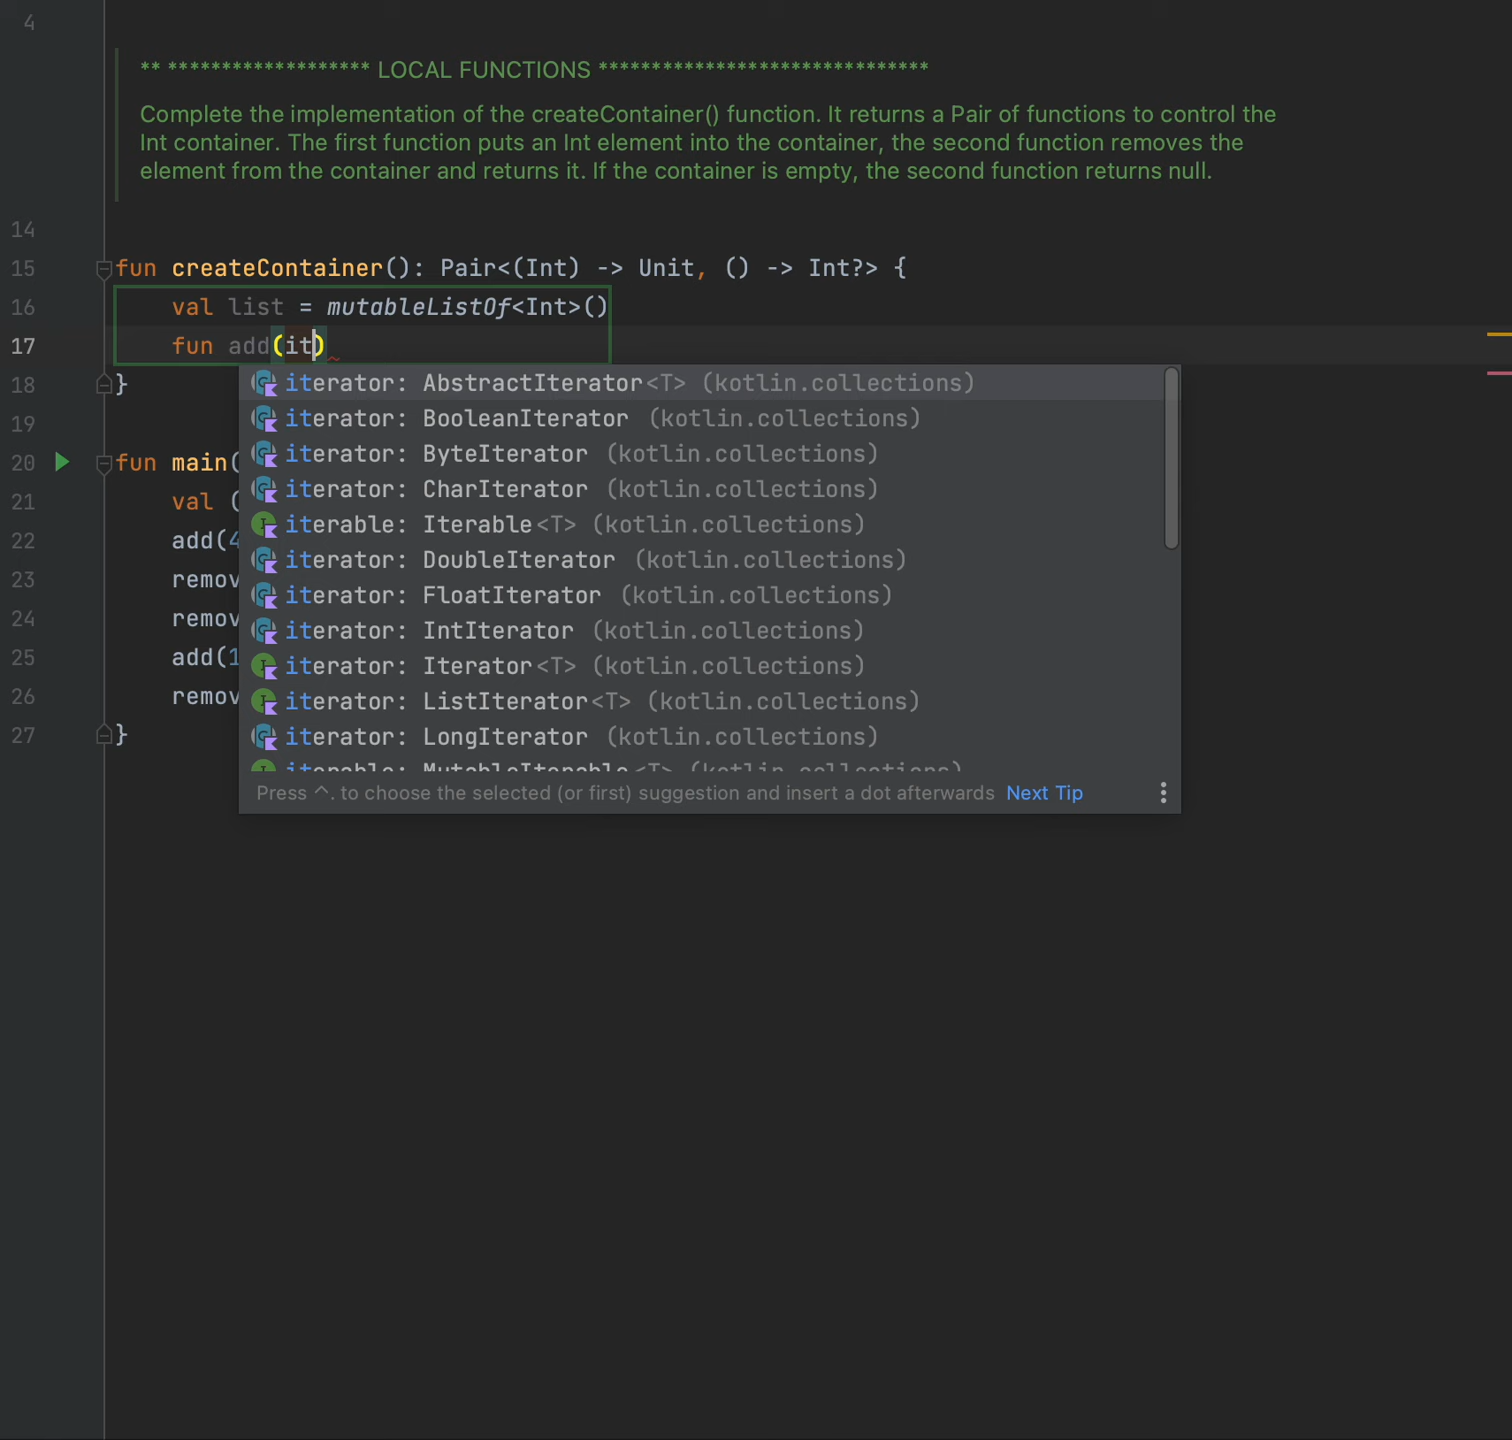 4
** ******************* LOCAL FUNCTIONS *******************************
Complete the implementation of the createContainer() function. It returns a Pair of functions to control the
Int container. The first function puts an Int element into the container, the second function removes the
element from the container and returns it. If the container is empty, the second function returns null.
14
15 fun createContainer(): Pair<(Int) -> Unit, () -> Int?> {
16 val list = mutableListOf<Int>()
17 fun add(it)
18 }
iterator: AbstractIterator<T> (kotlin.collections)
19
iterator: BooleanIterator (kotlin.collections)
20 fun main(
iterator: ByteIterator (kotlin.collections)
21 val (
iterator: CharIterator (kotlin.collections)
22 add(4
iterable: Iterable<T> (kotlin.collections)
23 remov
iterator: DoubleIterator (kotlin.collections)
24 remov
iterator: FloatIterator (kotlin.collections)
25 add(1
iterator: IntIterator (kotlin.collections)
26 remov
iterator: Iterator<T> (kotlin.collections)
27 }
iterator: ListIterator<T> (kotlin.collections)
iterator: LongIterator (kotlin.collections)
iterable: MutableIterable<T> (kotlin.collections)
Press ^. to choose the selected (or first) suggestion and insert a dot afterwards Next Tip